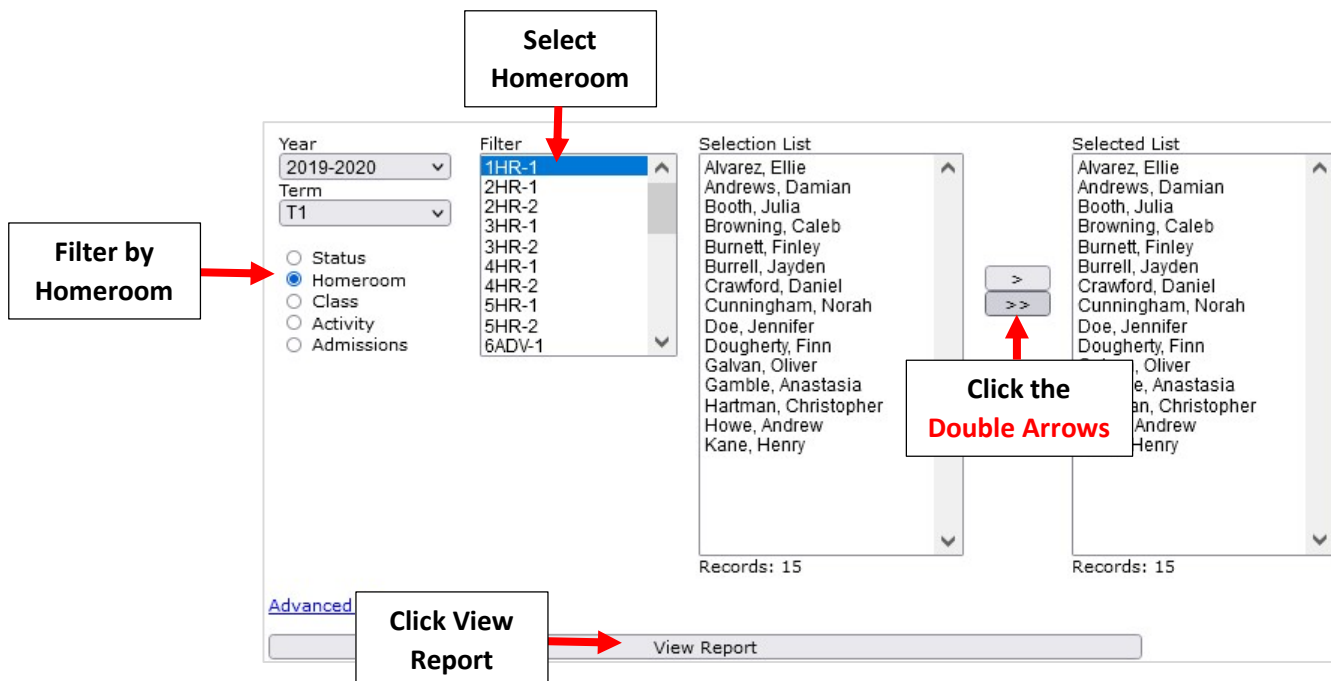 Select
Homeroom
Year
2019-2020
Term
T1
Filter by
Homeroom
Status
Homeroom
Class
Activity
Admissions
Filter
1HR-1
2HR-1
2HR-2
3HR-1
3HR-2
4HR-1
4HR-2
5HR-1
5HR-2
6ADV-1
Selection List
Alvarez, Ellie
Andrews, Damian
Booth, Julia
Browning, Caleb
Burnett, Finley
Burrell, Jayden
Crawford, Daniel
Cunningham, Norah
Doe, Jennifer
Dougherty, Finn
Galvan, Oliver
Gamble, Anastasia
Hartman, Christopher
Howe, Andrew
Kane, Henry
Records: 15
>
>>
Click the
Double Arrows
Selected List
Alvarez, Ellie
Andrews, Damian
Booth, Julia
Browning, Caleb
Burnett, Finley
Burrell, Jayden
Crawford, Daniel
Cunningham, Norah
Doe, Jennifer
Dougherty, Finn
Oliver
Anastasia
Christopher
Andrew
Henry
Records: 15
Advanced
Click View
Report
View Report